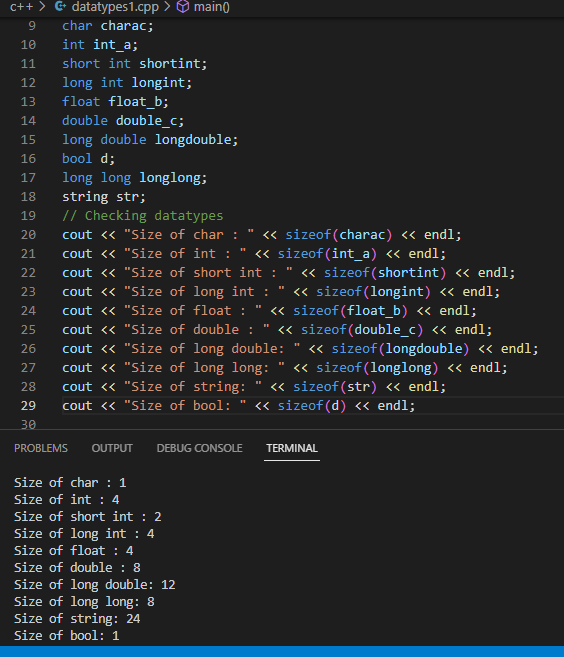 c++ > datatypes1.cpp > main()
9 char charac;
10 int int_a;
11 short int shortint;
12 long int longint;
13 float float_b;
14 double double_c;
15 long double longdouble;
16 bool d;
17 long long longlong;
18 string str;
19 // Checking datatypes
20 cout << "Size of char : " << sizeof(charac) << endl;
21 cout << "Size of int : " << sizeof(int_a) << endl;
22 cout << "Size of short int : " << sizeof(shortint) << endl;
23 cout << "Size of long int : " << sizeof(longint) << endl;
24 cout << "Size of float : " << sizeof(float_b) << endl;
25 cout << "Size of double : " << sizeof(double_c) << endl;
26 cout << "Size of long double: " << sizeof(longdouble) << endl;
27 cout << "Size of long long: " << sizeof(longlong) << endl;
28 cout << "Size of string: " << sizeof(str) << endl;
29 cout << "Size of bool: " << sizeof(d) << endl;
30
PROBLEMS OUTPUT DEBUG CONSOLE TERMINAL
Size of char : 1
Size of int : 4
Size of short int : 2
Size of long int : 4
Size of float : 4
Size of double : 8
Size of long double: 12
Size of long long: 8
Size of string: 24
Size of bool: 1